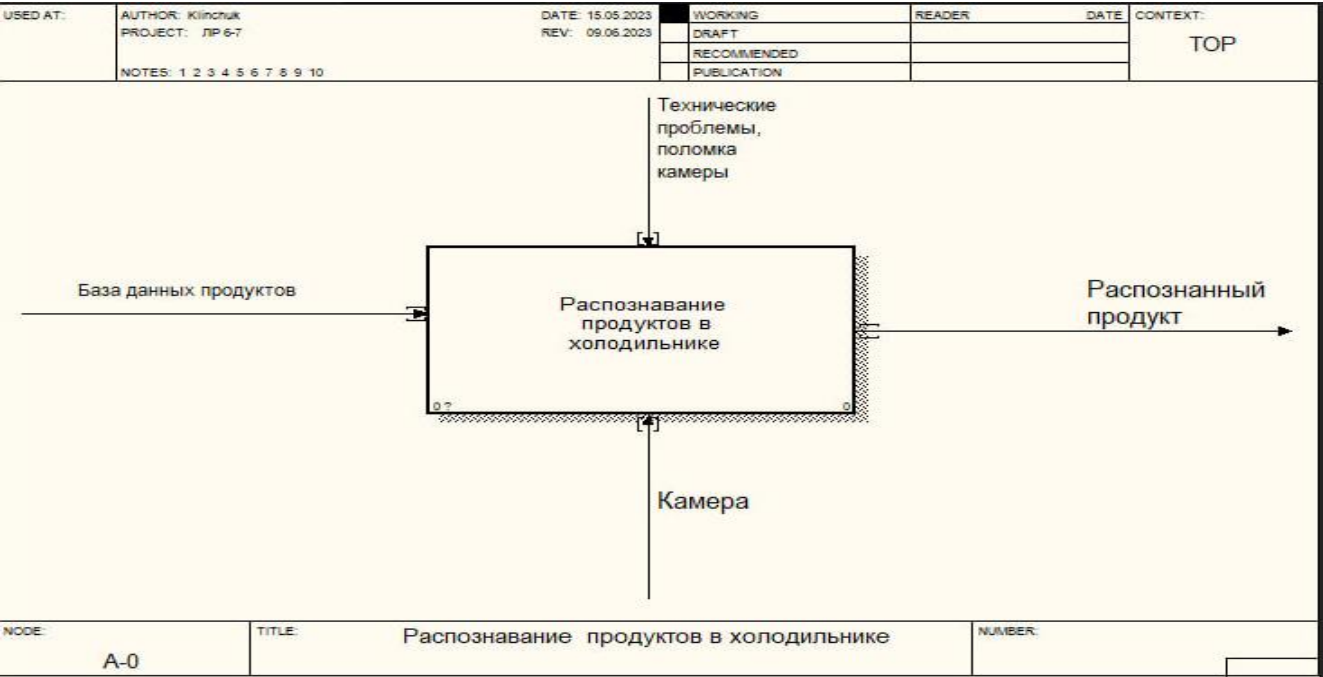 USED AT:
AUTHOR: Klinchuk
DATE: 15.05.2023
WORKING
READER
DATE
CONTEXT:
PROJECT: ЛР 6-7
REV: 09.06.2023
DRAFT
TOP
RECOMMENDED
NOTES: 1 2 3 4 5 6 7 8 9 10
PUBLICATION
Технические
проблемы,
поломка
камеры
База данных продуктов
Распознавание
продуктов в
холодильнике
0 ?
0
Распознанный
продукт
Камера
NODE:
A-0
TITLE:
Распознавание продуктов в холодильнике
NUMBER: